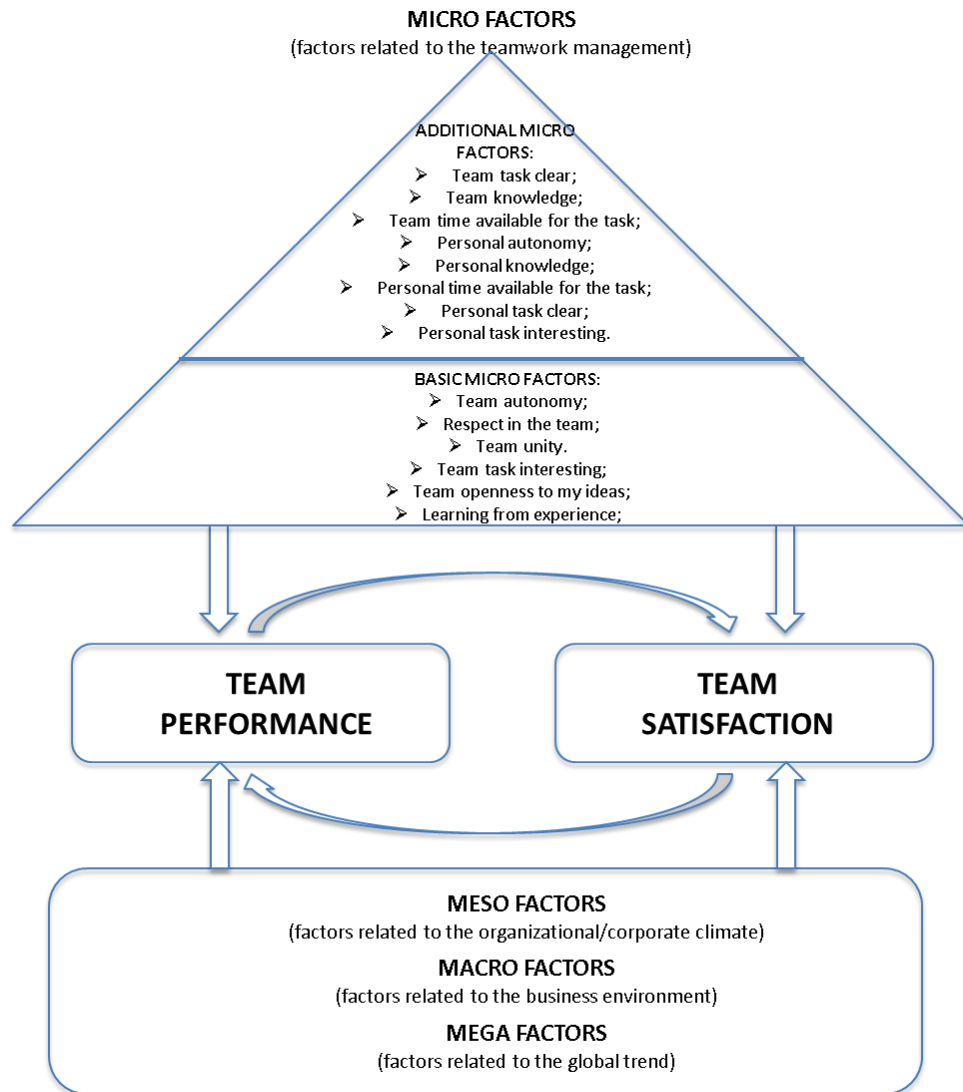 MICRO FACTORS
(factors related to the teamwork management)
ADDITIONAL MICRO
FACTORS:
➢ Team task clear;
➢ Team knowledge;
➢ Team time available for the task;
➢ Personal autonomy;
➢ Personal knowledge;
➢ Personal time available for the task;
➢ Personal task clear;
➢ Personal task interesting.
BASIC MICRO FACTORS:
➢ Team autonomy;
➢ Respect in the team;
➢ Team unity.
➢ Team task interesting;
➢ Team openness to my ideas;
➢ Learning from experience;
TEAM
PERFORMANCE
TEAM
SATISFACTION
MESO FACTORS
(factors related to the organizational/corporate climate)
MACRO FACTORS
(factors related to the business environment)
MEGA FACTORS
(factors related to the global trend)